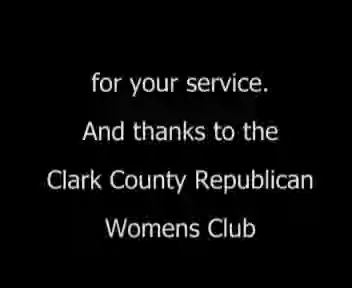 for your service.
And thanks to the
Clark County Republican
Womens Club